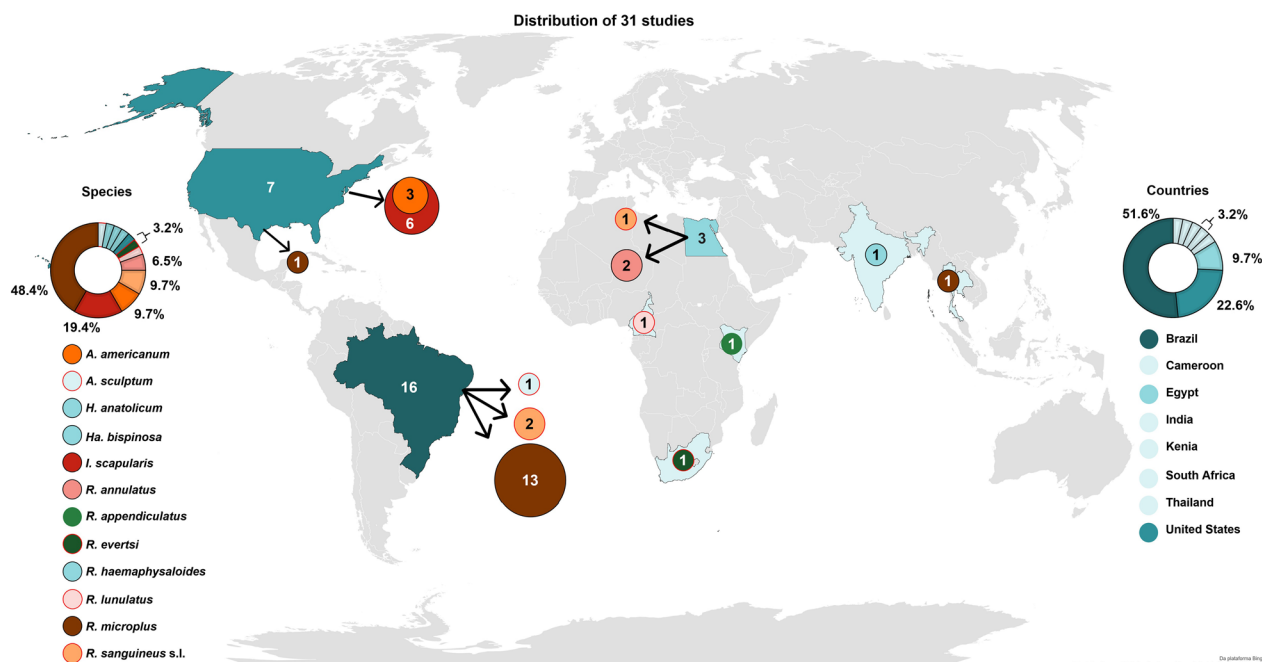 Distribution of 31 studies
7
3
6
1
Species
3.2%
6.5%
9.7%
9.7%
19.4%
48.4%
A. americanum
A. sculptum
H. anatolicum
Ha. bispinosa
I. scapularis
R. annulatus
R. appendiculatus
R. evertsi
R. haemaphysaloides
R. lunulatus
R. microplus
R. sanguineus s.l.
16
1
2
13
1
3
2
1
1
1
1
1
Countries
51.6%
3.2%
9.7%
22.6%
Brazil
Cameroon
Egypt
India
Kenia
South Africa
Thailand
United States
Da plataforma Bing